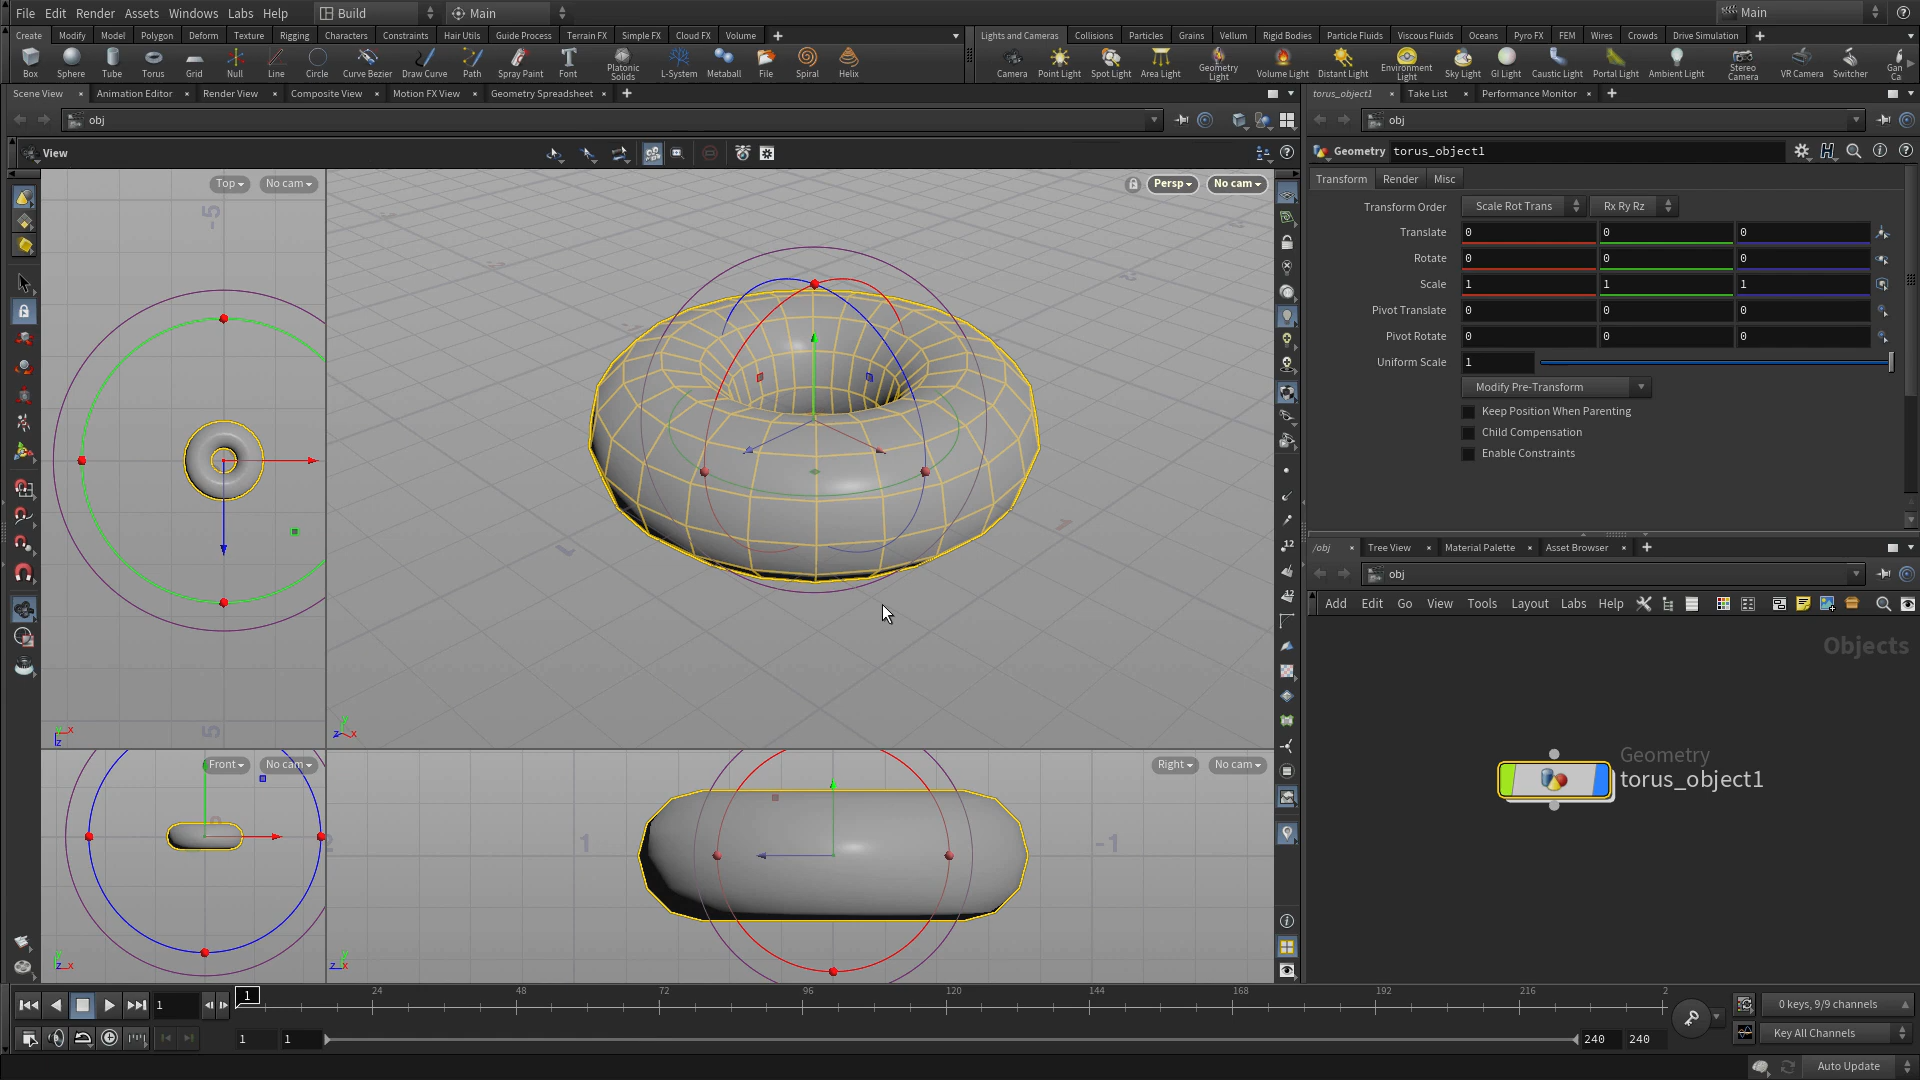 File Edit Render Assets Windows Labs Help Build Main Main
Create Modify Model Polygon Deform Texture Rigging Characters Constraints Hair Utils Guide Process Terrain FX Simple FX Cloud FX Volume
Lights and Cameras Collisions Particles Grains Vellum Rigid Bodies Particle Fluids Viscous Fluids Oceans Pyro FX FEM Wires Crowds Drive Simulation
Box Sphere Tube Torus Grid Null Line Circle Curve Bezier Draw Curve Path Spray Paint Font Platonic Solids L-System Metaball File Spiral Helix
Camera Point Light Spot Light Area Light Geometry Light Volume Light Distant Light Environment Light Sky Light GI Light Caustic Light Portal Light Ambient Light Stereo Camera VR Camera Switcher Gan Ca
Scene View Animation Editor Render View Composite View Motion FX View Geometry Spreadsheet
torus_object1 Take List Performance Monitor
obj
obj
View
Geometry torus_object1
Transform Render Misc
Top No cam
Persp No cam
Transform Order Scale Rot Trans Rx Ry Rz
Translate 0 0 0
Rotate 0 0 0
Scale 1 1 1
Pivot Translate 0 0 0
Pivot Rotate 0 0 0
Uniform Scale 1
Modify Pre-Transform
Keep Position When Parenting
Child Compensation
Enable Constraints
/obj Tree View Material Palette Asset Browser
obj
Add Edit Go View Tools Layout Labs Help
Objects
Geometry
torus_object1
-5
5
z x
y z x
Front No cam
Right No cam
1 -1
1 1 24 48 72 96 120 144 168 192 216 2
0 keys, 9/9 channels
1 1 240 240
Key All Channels
Auto Update